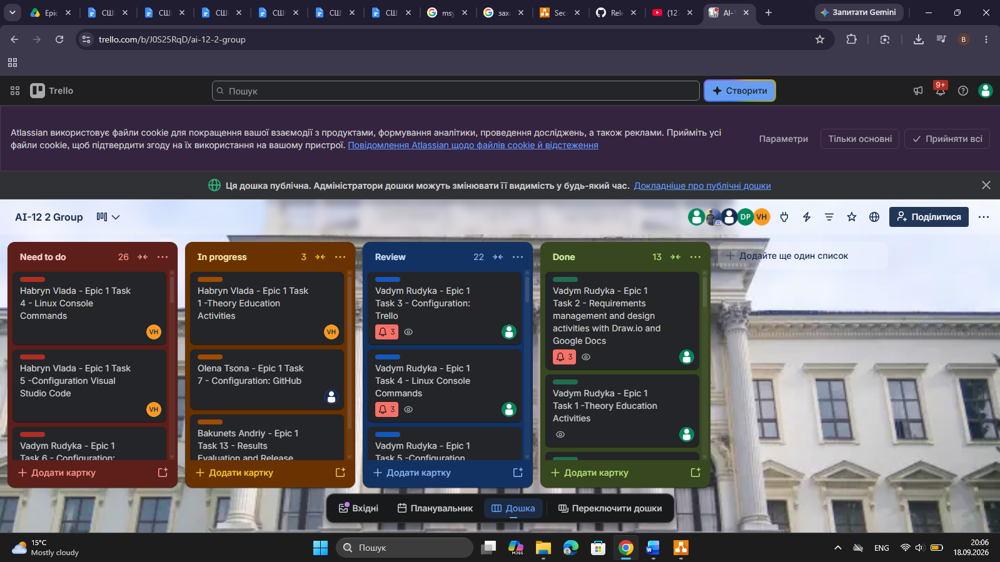 Epic
СШ
СШ
СШ
СШ
СШ
СШ
msy
захи
Sec
Rele
(12
AI-1
Запитати Gemini
trello.com/b/J0S25RqD/ai-12-2-group
B
Trello
Пошук
Створити
9+
Atlassian використовує файли cookie для покращення вашої взаємодії з продуктами, формування аналітики, проведення досліджень, а також реклами. Прийміть усі
файли cookie, щоб підтвердити згоду на їх використання на вашому пристрої. Повідомлення Atlassian щодо файлів cookie й відстеження
Параметри
Тільки основні
Прийняти всі
Ця дошка публічна. Адміністратори дошки можуть змінювати її видимість у будь-який час. Докладніше про публічні дошки
AI-12 2 Group
DP
VH
Поділитися
Need to do
26
Habryn Vlada - Epic 1 Task
4 - Linux Console
Commands
VH
Habryn Vlada - Epic 1 Task
5 -Configuration Visual
Studio Code
VH
Vadym Rudyka - Epic 1
Task 6 - Configuration:
Додати картку
In progress
3
Habryn Vlada - Epic 1 Task
1 -Theory Education
Activities
VH
Olena Tsona - Epic 1 Task
7 - Configuration: GitHub
Bakunets Andriy - Epic 1
Task 13 - Results
Evaluation and Release
Додати картку
Review
22
Vadym Rudyka - Epic 1
Task 3 - Configuration:
Trello
3
Vadym Rudyka - Epic 1
Task 4 - Linux Console
Commands
3
Vadym Rudyka - Epic 1
Task 5 -Configuration
Додати картку
Done
13
Vadym Rudyka - Epic 1
Task 2 - Requirements
management and design
activities with Draw.io and
Google Docs
3
Vadym Rudyka - Epic 1
Task 1 -Theory Education
Activities
Додати картку
Додайте ще один список
Вхідні
Планувальник
Дошка
Переключити дошки
15°C
Mostly cloudy
Пошук
M365
ENG
20:06
18.09.2026